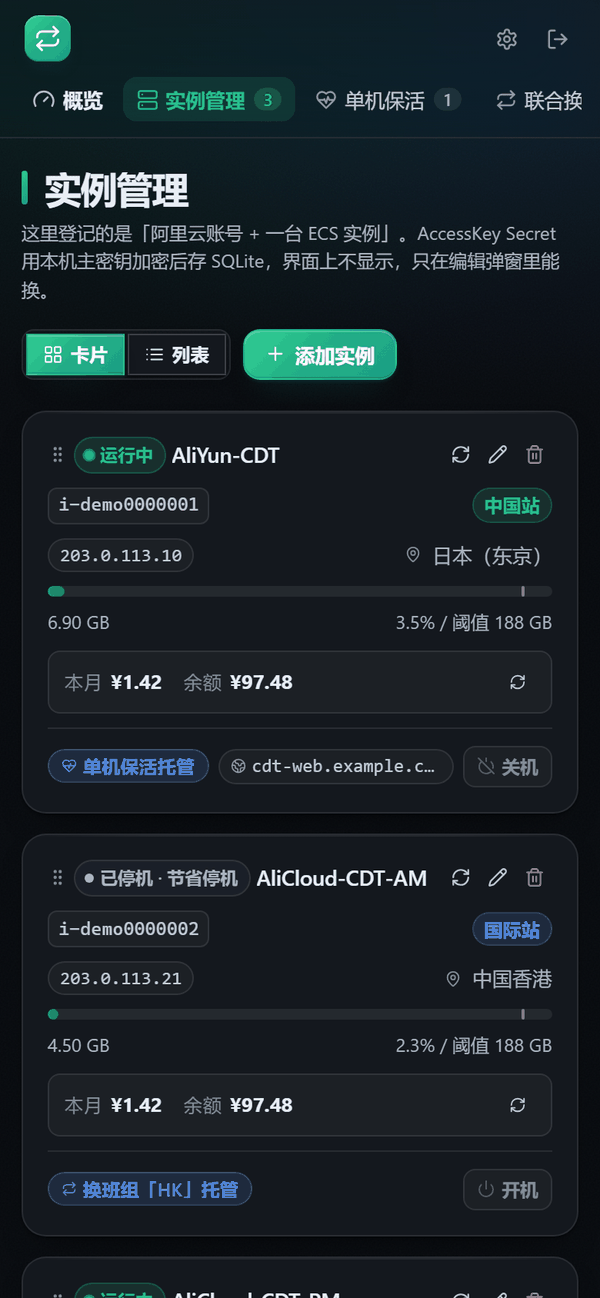 概览 实例管理 3 单机保活 1 联合换
实例管理
这里登记的是「阿里云账号 + 一台 ECS 实例」。AccessKey Secret
用本机主密钥加密后存 SQLite，界面上不显示，只在编辑弹窗里能
换。
卡片 列表 + 添加实例
运行中 AliYun-CDT
i-demo0000001 中国站
203.0.113.10 日本（东京）
6.90 GB 3.5% / 阈值 188 GB
本月 ¥1.42 余额 ¥97.48
单机保活托管 cdt-web.example.c… 关机
已停机 · 节省停机 AliCloud-CDT-AM
i-demo0000002 国际站
203.0.113.21 中国香港
4.50 GB 2.3% / 阈值 188 GB
本月 ¥1.42 余额 ¥97.48
换班组「HK」托管 开机
运行中 AliCloud-CDT-PM